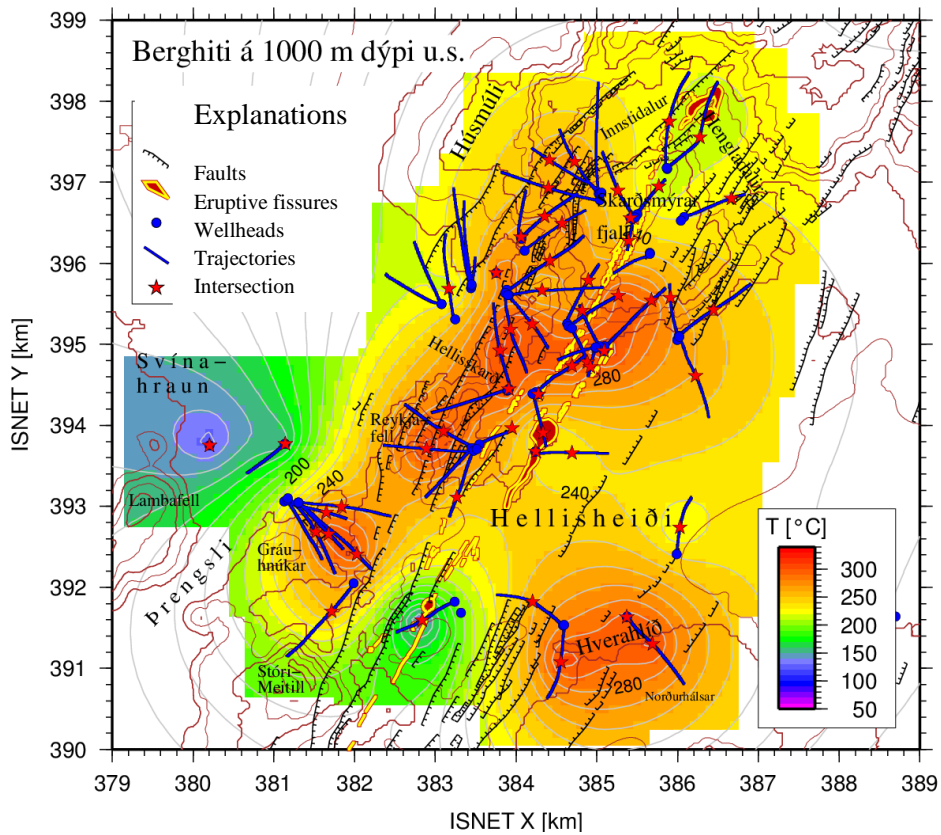 Berghiti á 1000 m dýpi u.s.
Explanations
Faults
Eruptive fissures
Wellheads
Trajectories
Intersection
Húsmúli
Innstidalur
Skarðsmýrar–
fjall
Svína–
hraun
Hellisskarð
280
Reykja–
fell
Lambafell
200
240
240
Hellisheiði
Gráu–
hnúkar
Þrengsli
Stóri–
Meitill
Hverahlíð
280
Norðurhálsar
T [°C]
300
250
200
150
100
50
399
398
397
396
395
394
393
392
391
390
ISNET Y [km]
379 380 381 382 383 384 385 386 387 388 389
ISNET X [km]